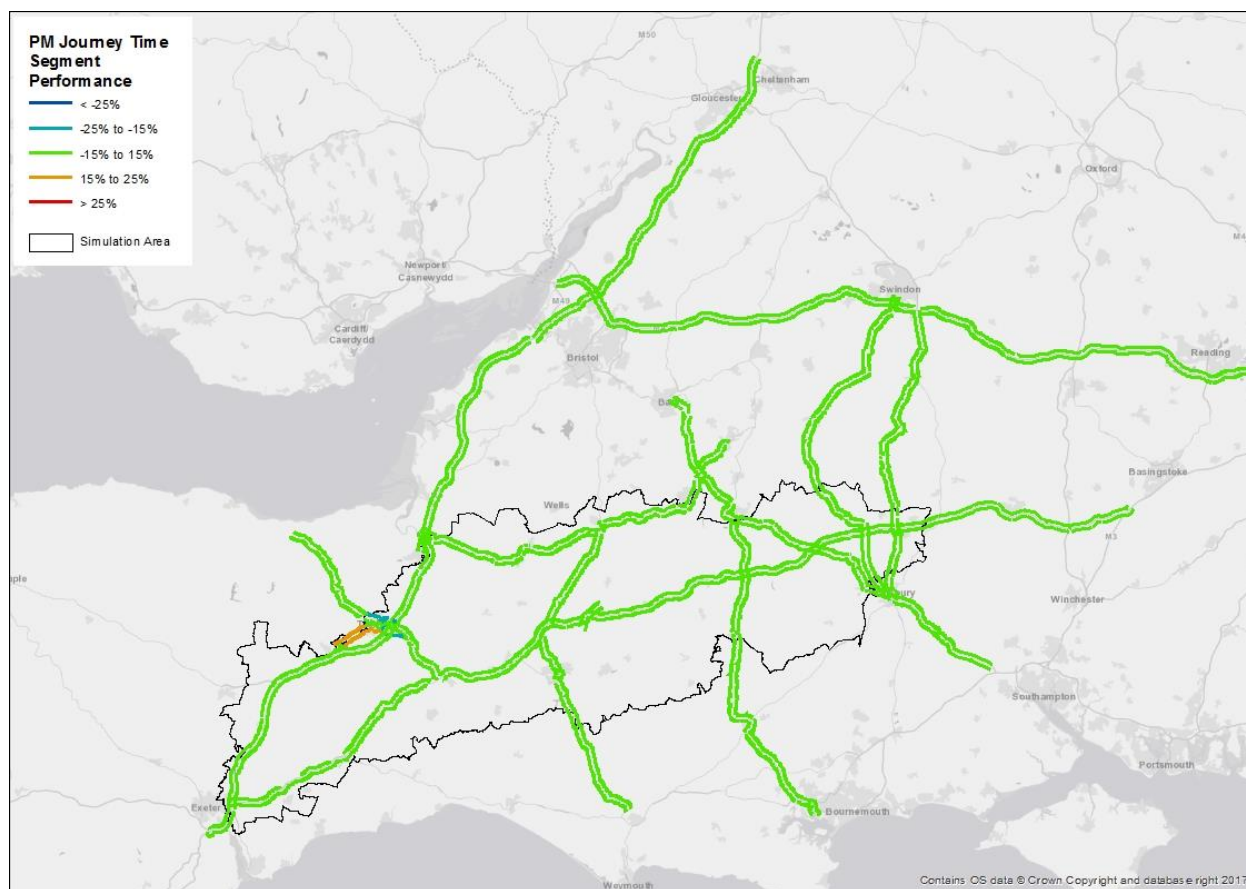 PM Journey Time
Segment
Performance
< -25%
-25% to -15%
-15% to 15%
15% to 25%
> 25%
Simulation Area
M50
Cheltenham
Gloucester
Oxford
Newport/
Casnewydd
M49
Swindon
Cardiff/
Caerdydd
Bristol
Reading
Basingstoke
Wells
M3
Winchester
Southampton
Portsmouth
Exeter
Bournemouth
Weymouth
Contains OS data © Crown Copyright and database right 2017